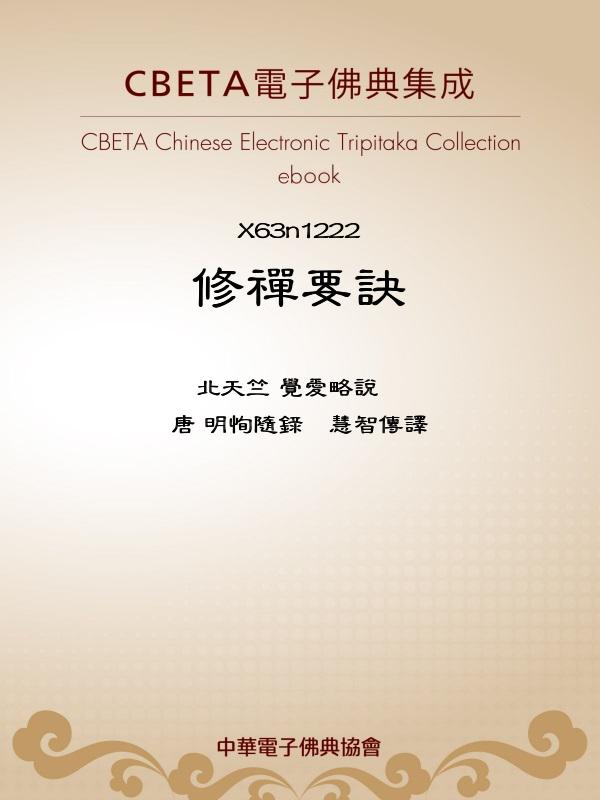 CBETA電子佛典集成
CBETA Chinese Electronic Tripitaka Collection
ebook
X63n1222
修禪要訣
北天竺 覺愛略說
唐 明恂隨錄　慧智傳譯
中華電子佛典協會